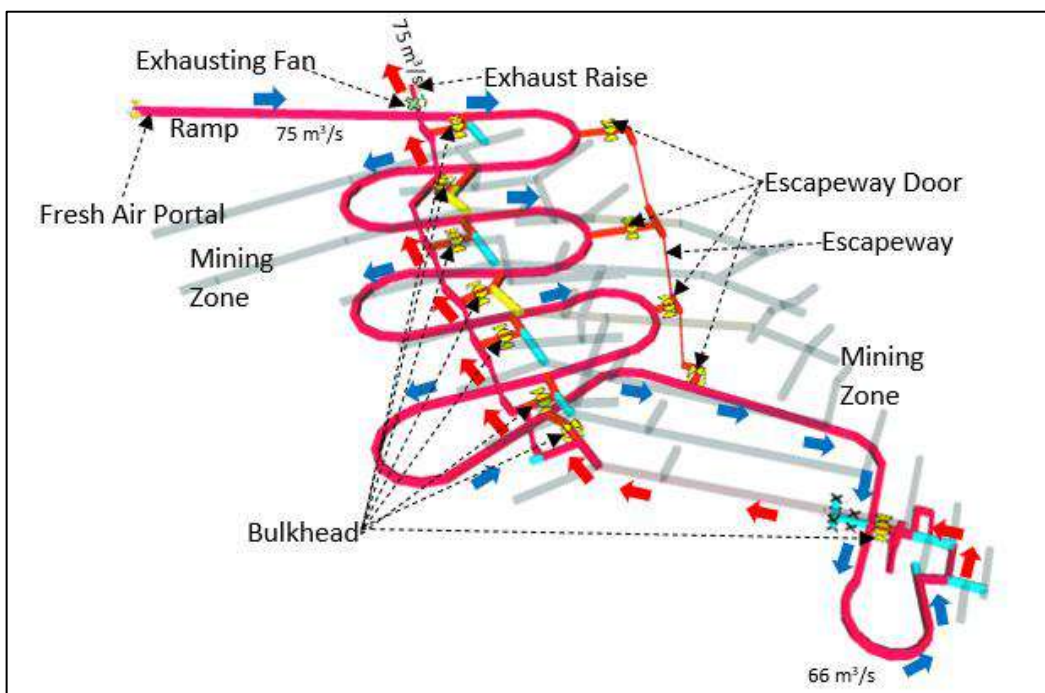 75 m³/s
Exhausting Fan
Exhaust Raise
Ramp
75 m³/s
Escapeway Door
Fresh Air Portal
Mining
Zone
Escapeway
Mining
Zone
Bulkhead
66 m³/s